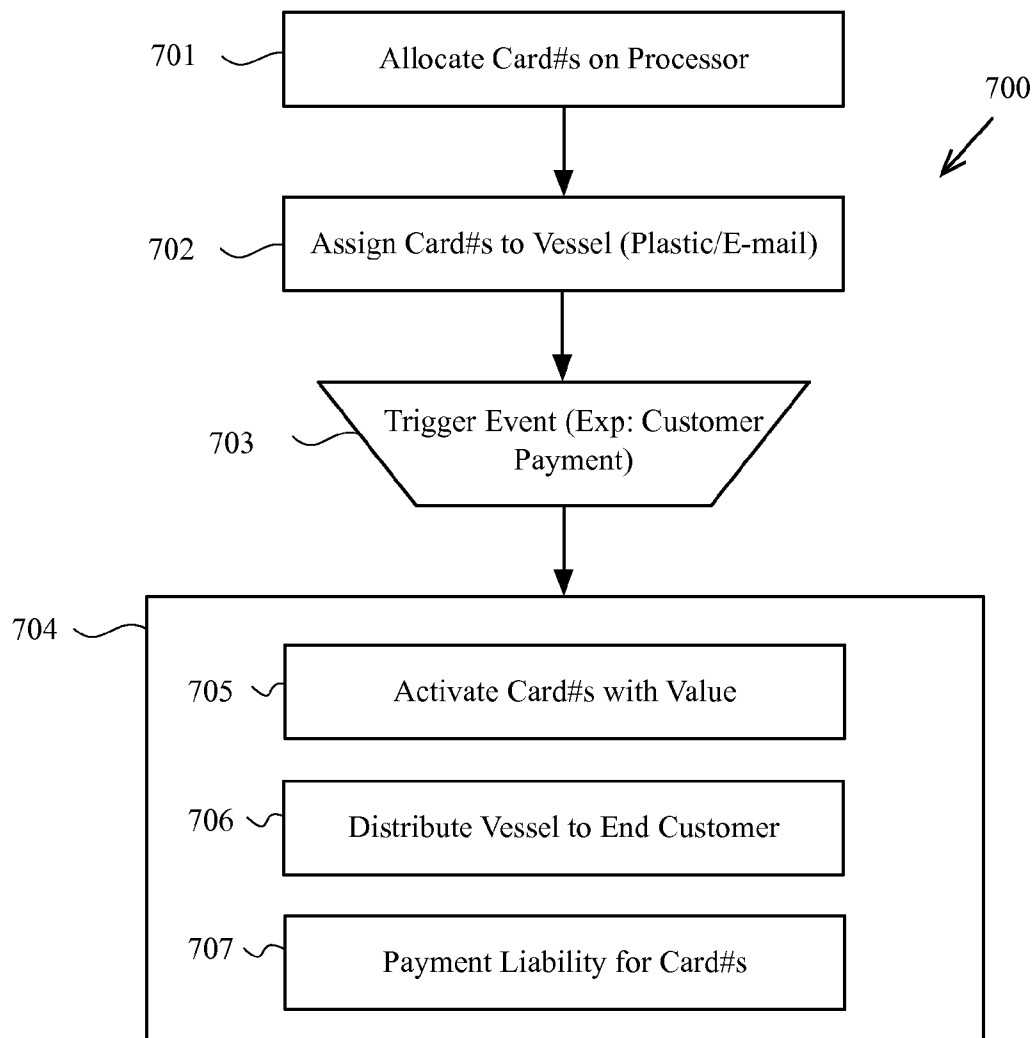 701
Allocate Card#s on Processor
700
702
Assign Card#s to Vessel (Plastic/E-mail)
703
Trigger Event (Exp: Customer
Payment)
704
705
Activate Card#s with Value
706
Distribute Vessel to End Customer
707
Payment Liability for Card#s